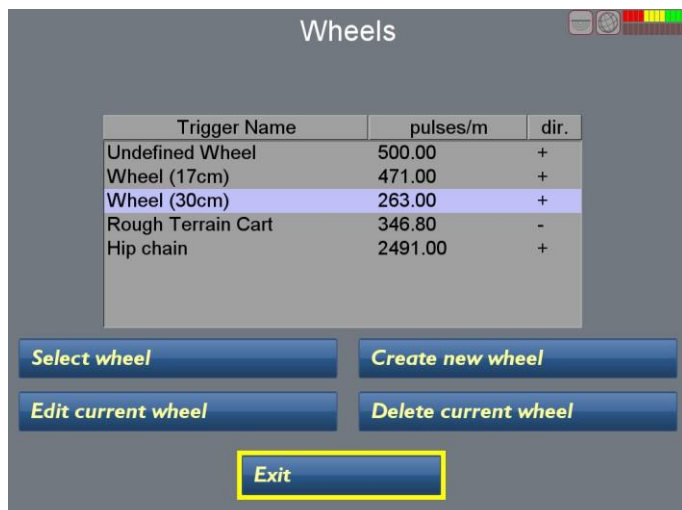 Wheels
Trigger Name pulses/m dir.
Undefined Wheel 500.00 +
Wheel (17cm) 471.00 +
Wheel (30cm) 263.00 +
Rough Terrain Cart 346.80 -
Hip chain 2491.00 +
Select wheel Create new wheel
Edit current wheel Delete current wheel
Exit